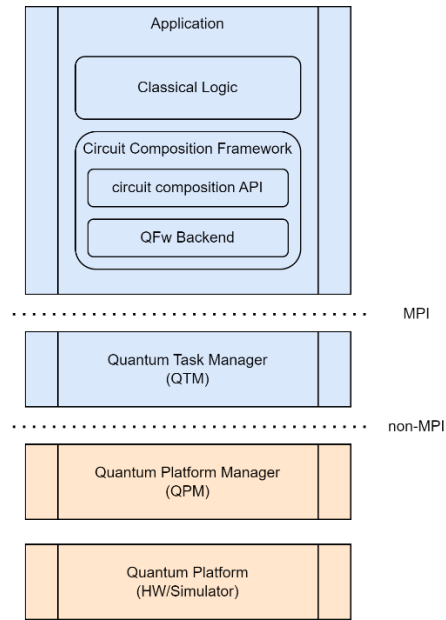 Application
Classical Logic
Circuit Composition Framework
circuit composition API
QFw Backend
MPI
Quantum Task Manager
(QTM)
non-MPI
Quantum Platform Manager
(QPM)
Quantum Platform
(HW/Simulator)